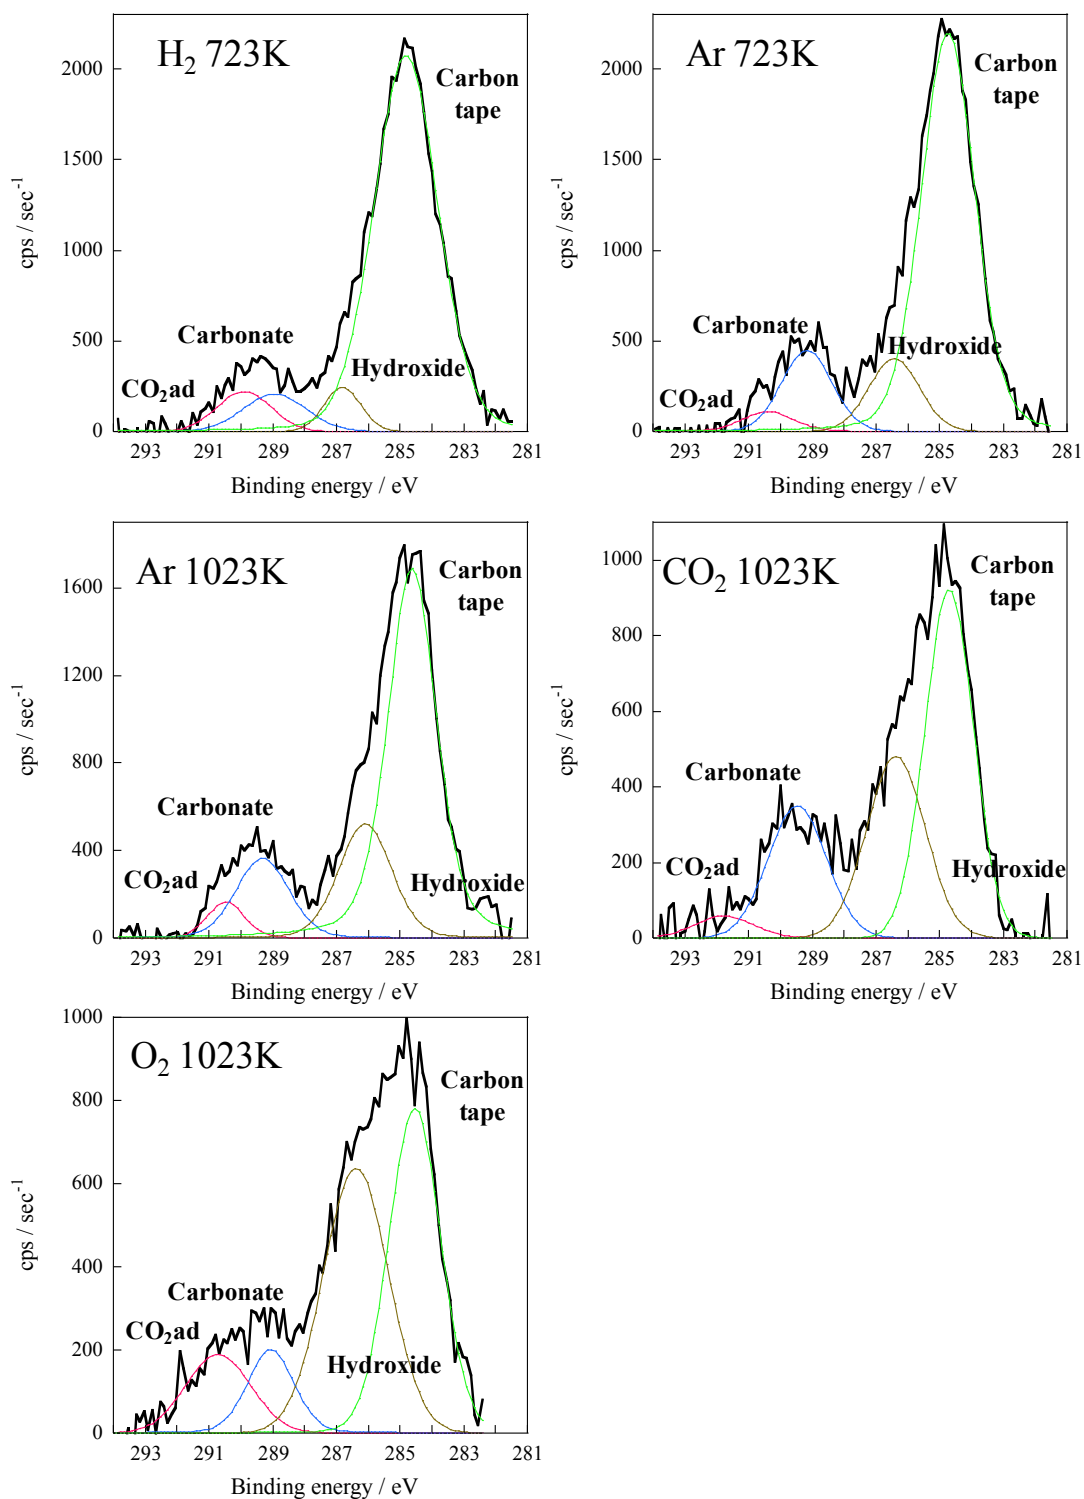 H₂ 723K
Carbon
tape
Carbonate
CO₂ad
Hydroxide
cps / sec⁻¹
2000
1500
1000
500
0
293 291 289 287 285 283 281
Binding energy / eV
Ar 723K
Carbon
tape
Carbonate
CO₂ad
Hydroxide
cps / sec⁻¹
2000
1500
1000
500
0
293 291 289 287 285 283 281
Binding energy / eV
Ar 1023K
Carbon
tape
Carbonate
CO₂ad
Hydroxide
cps / sec⁻¹
1600
1200
800
400
0
293 291 289 287 285 283 281
Binding energy / eV
CO₂ 1023K
Carbon
tape
Carbonate
CO₂ad
Hydroxide
cps / sec⁻¹
1000
800
600
400
200
0
293 291 289 287 285 283 281
Binding energy / eV
O₂ 1023K
Carbon
tape
Carbonate
CO₂ad
Hydroxide
cps / sec⁻¹
1000
800
600
400
200
0
293 291 289 287 285 283 281
Binding energy / eV